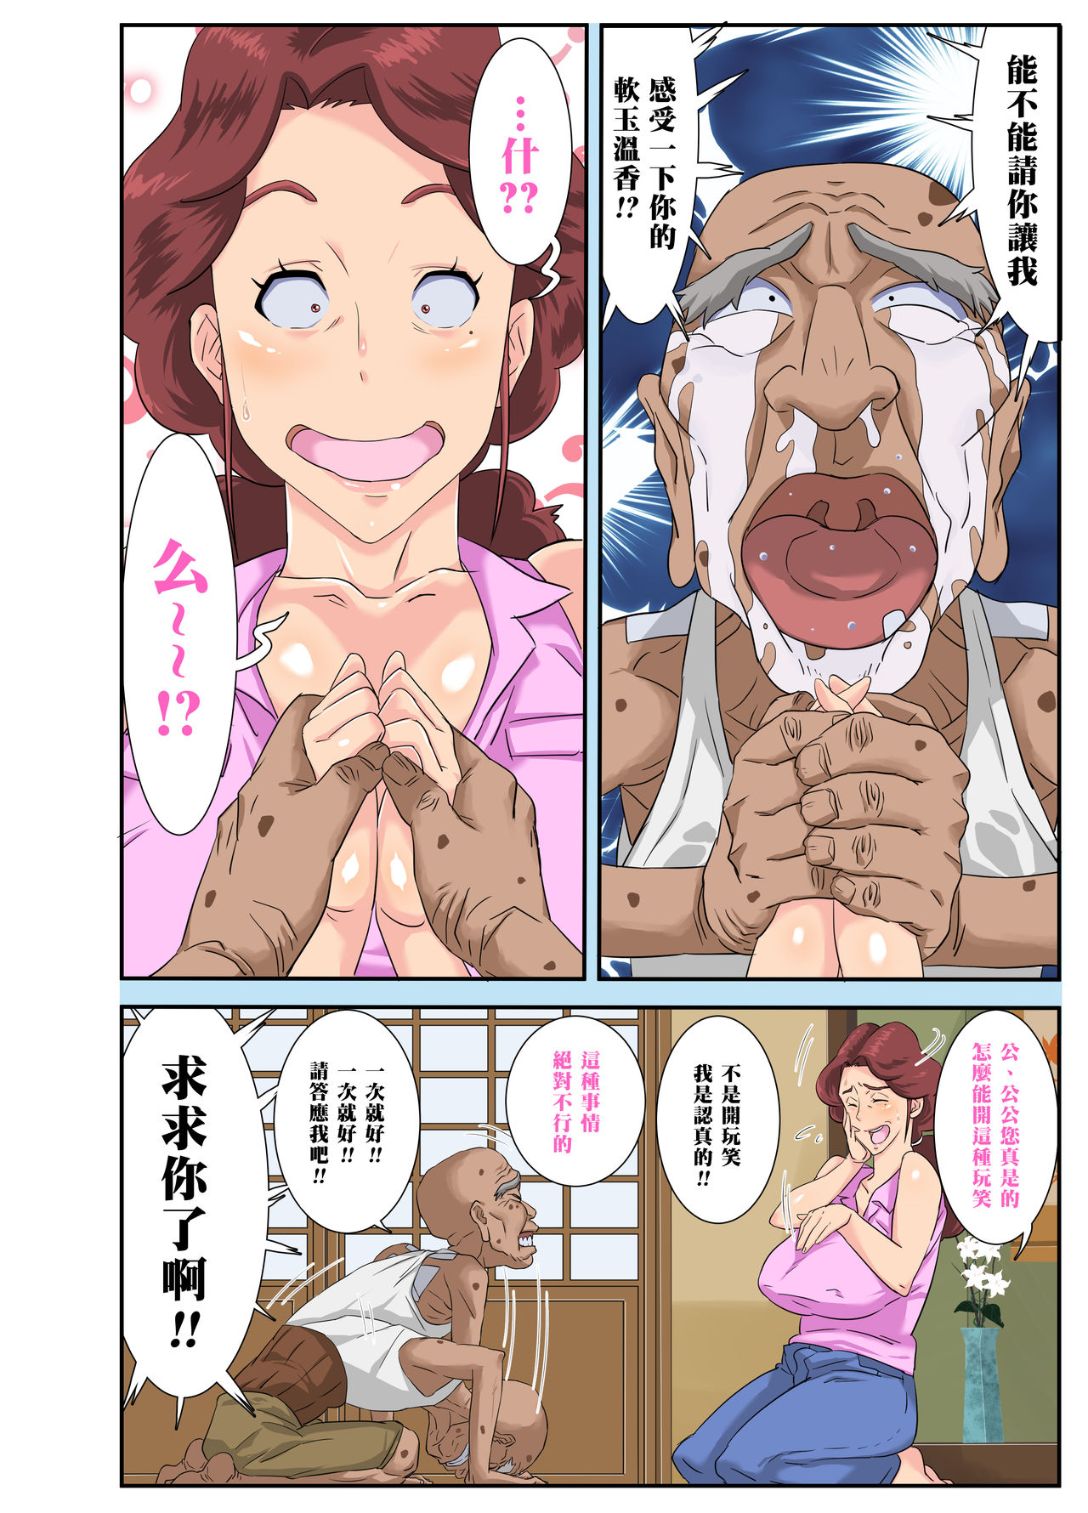 能不能請你讓我
感受一下你的
軟玉溫香!?
…什??
么~~!?
公、公公您真是的
怎麼能開這種玩笑
不是開玩笑
我是認真的!!
這種事情
絕對不行的
一次就好!!
一次就好!!
請答應我吧!!
求求你了啊!!